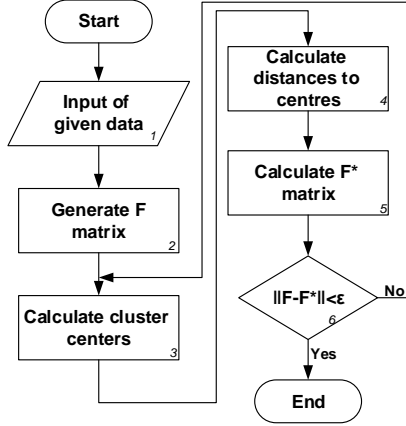 Start
Input of
given data
1
Generate F
matrix
2
Calculate cluster
centers
3
Calculate
distances to
centres
4
Calculate F*
matrix
5
||F-F*||<ε
6
No
Yes
End